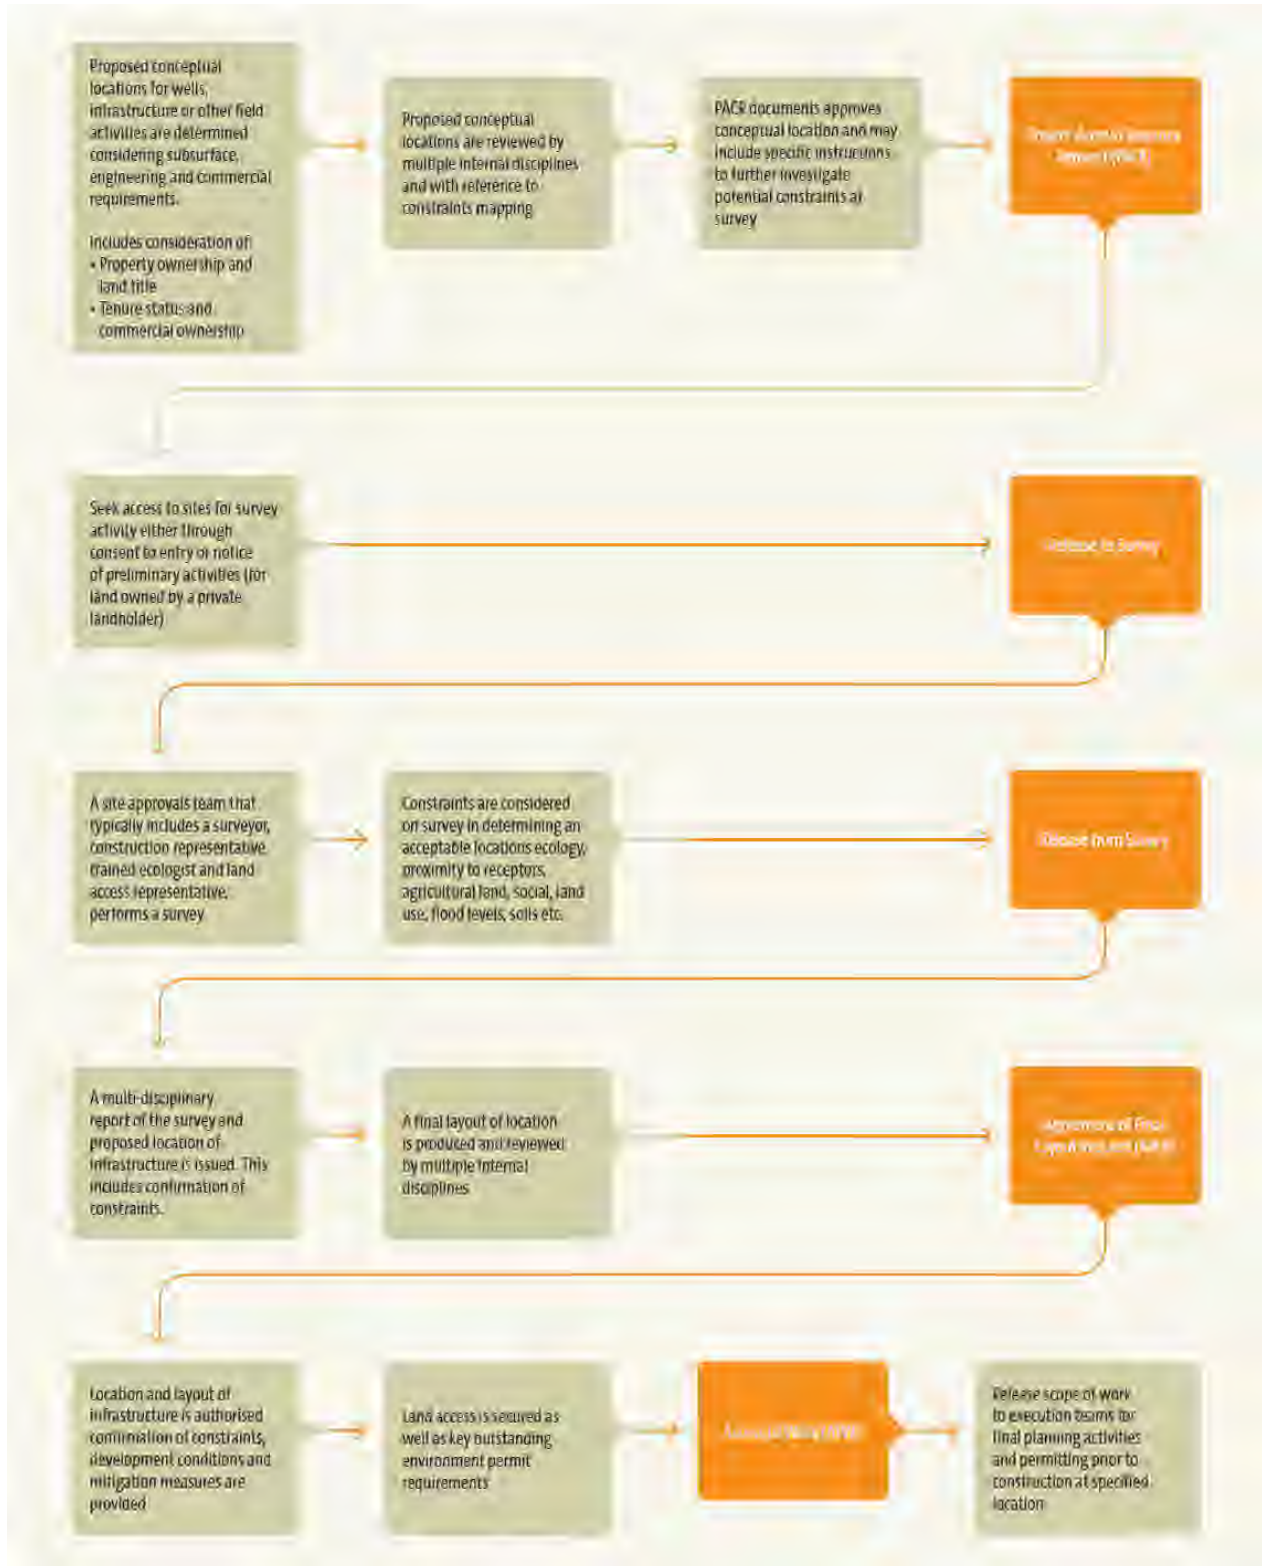 Proposed conceptual
locations for wells,
infrastructure or other field
activities are determined
considering subsurface,
engineering and commercial
requirements.
Includes consideration of:
• Property ownership and
land title
• Tenure status and
commercial ownership
Proposed conceptual
locations are reviewed by
multiple internal disciplines
and with reference to
constraints mapping
PACR documents approves
conceptual location and may
include specific instructions
to further investigate
potential constraints at
survey
Seek access to sites for survey
activity either through
consent to entry or notice
of preliminary activities (for
land owned by a private
landholder)
Release to Survey
A site approvals team that
typically includes a surveyor,
construction representative,
trained ecologist and land
access representative,
performs a survey
Constraints are considered
on survey in determining an
acceptable locations ecology,
proximity to receptors,
agricultural land, social, land
use, flood levels, soils etc.
Release from Survey
A multi-disciplinary
report of the survey and
proposed location of
infrastructure is issued. This
includes confirmation of
constraints.
A final layout of location
is produced and reviewed
by multiple internal
disciplines
of Final
Location and layout of
infrastructure is authorised
confirmation of constraints,
development conditions and
mitigation measures are
provided
Land access is secured as
well as key outstanding
environment permit
requirements
Release scope of work
to execution teams for
final planning activities
and permitting prior to
construction at specified
location